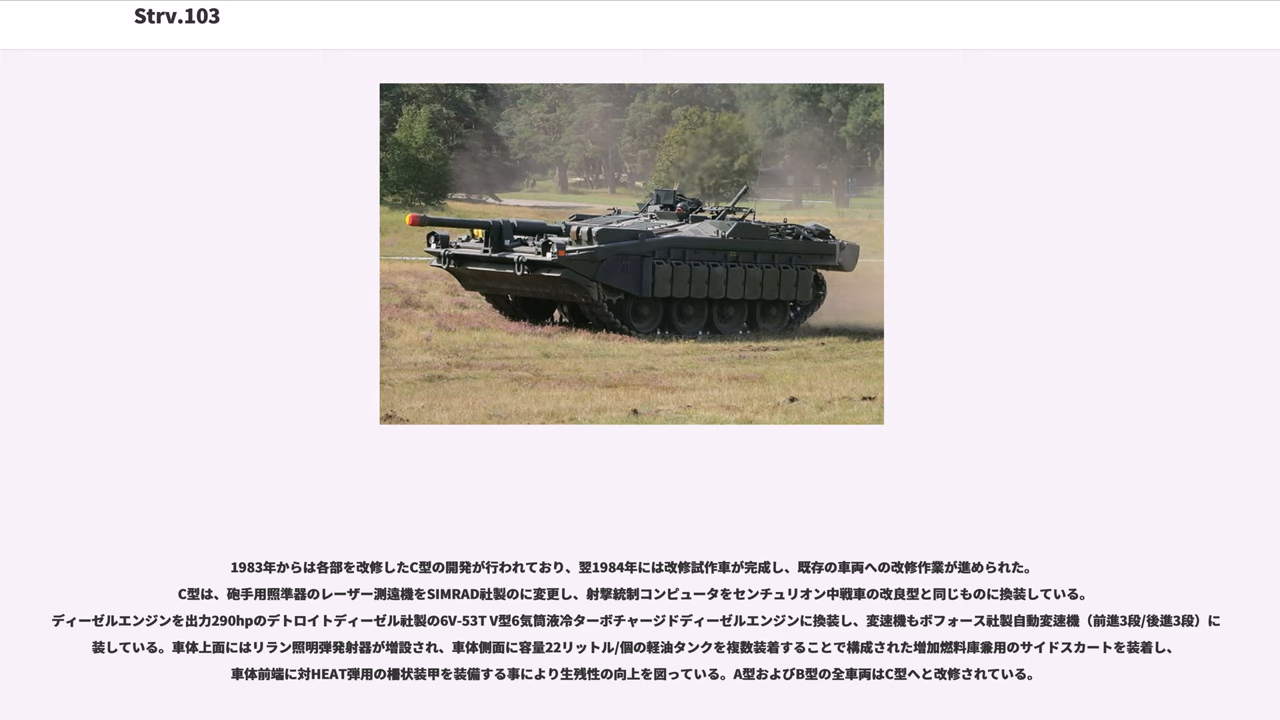 Strv.103
1983年からは各部を改修したC型の開発が行われており、翌1984年には改修試作車が完成し、既存の車両への改修作業が進められた。
C型は、砲手用照準器のレーザー測遠機をSIMRAD社製のに変更し、射撃統制コンピュータをセンチュリオン中戦車の改良型と同じものに換装している。
ディーゼルエンジンを出力290hpのデトロイトディーゼル社製の6V-53T V型6気筒液冷ターボチャージドディーゼルエンジンに換装し、変速機もボフォース社製自動変速機（前進3段/後進3段）に
装している。車体上面にはリラン照明弾発射器が増設され、車体側面に容量22リットル/個の軽油タンクを複数装着することで構成された増加燃料庫兼用のサイドスカートを装着し、
車体前端に対HEAT弾用の柵状装甲を装備する事により生残性の向上を図っている。A型およびB型の全車両はC型へと改修されている。